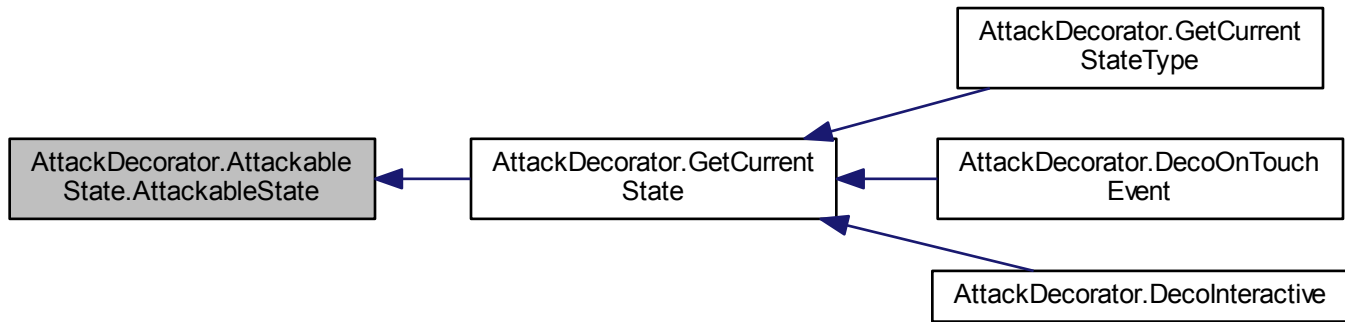 AttackDecorator.GetCurrent
StateType
AttackDecorator.Attackable
State.AttackableState
AttackDecorator.GetCurrent
State
AttackDecorator.DecoOnTouch
Event
AttackDecorator.DecoInteractive